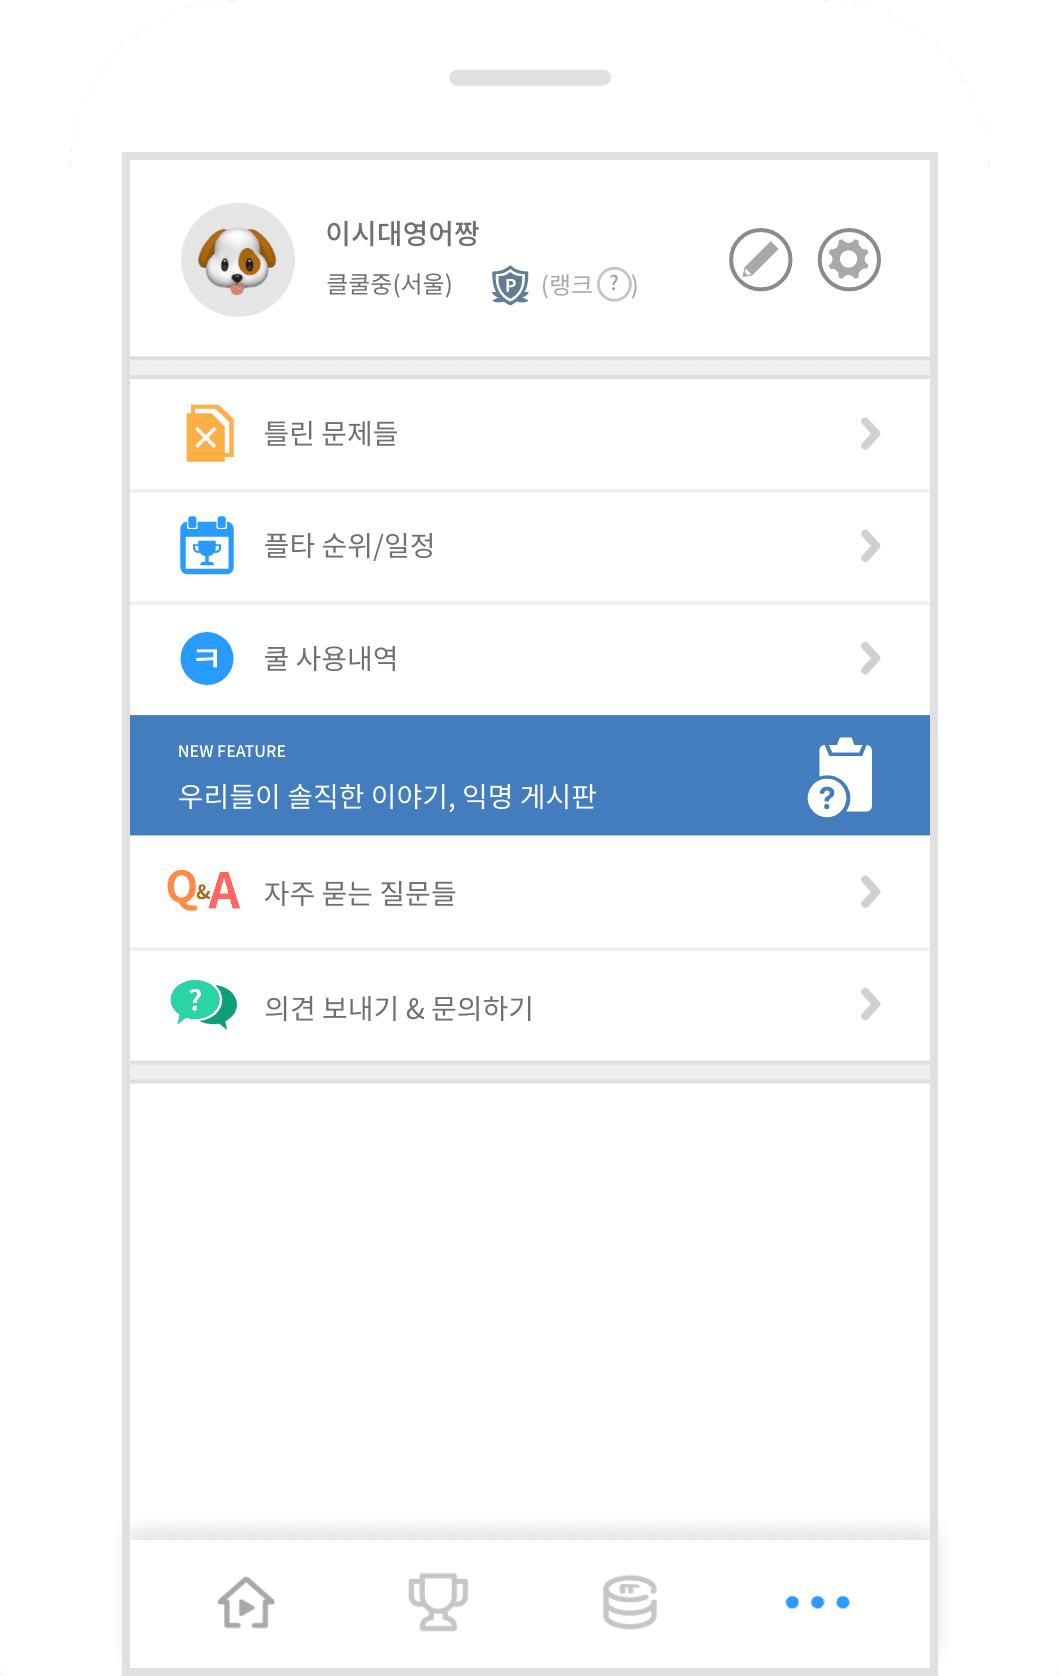 이시대영어짱
클쿨중(서울) P (랭크 ?)
틀린 문제들
플타 순위/일정
ㅋ 쿨 사용내역
NEW FEATURE
우리들이 솔직한 이야기, 익명 게시판
?
Q&A 자주 묻는 질문들
? 의견 보내기 & 문의하기